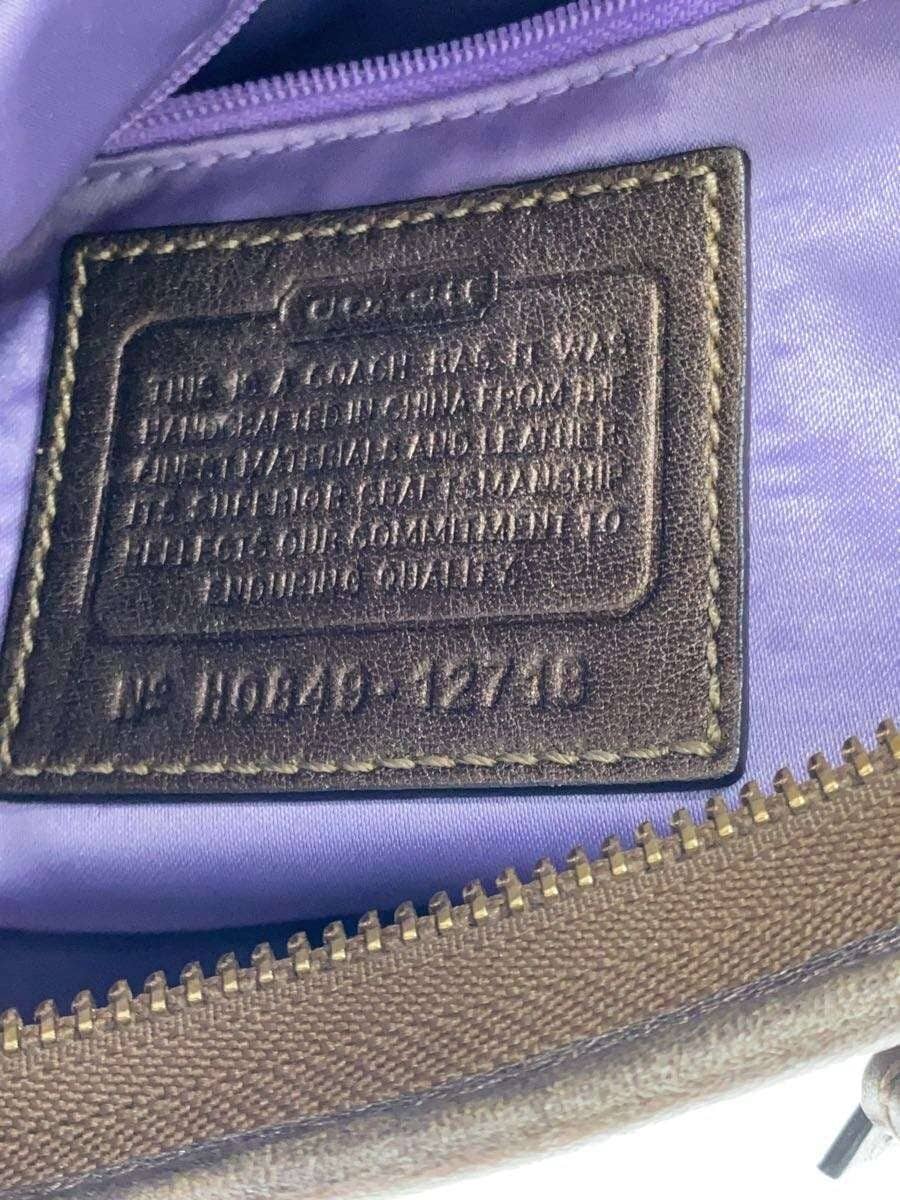 COACH
THIS IS A COACH BAG. IT WAS
HANDCRAFTED IN CHINA FROM THE
FINEST MATERIALS AND LEATHER.
ITS SUPERIOR CRAFTSMANSHIP
REFLECTS OUR COMMITMENT TO
ENDURING QUALITY.
No H0849-12718